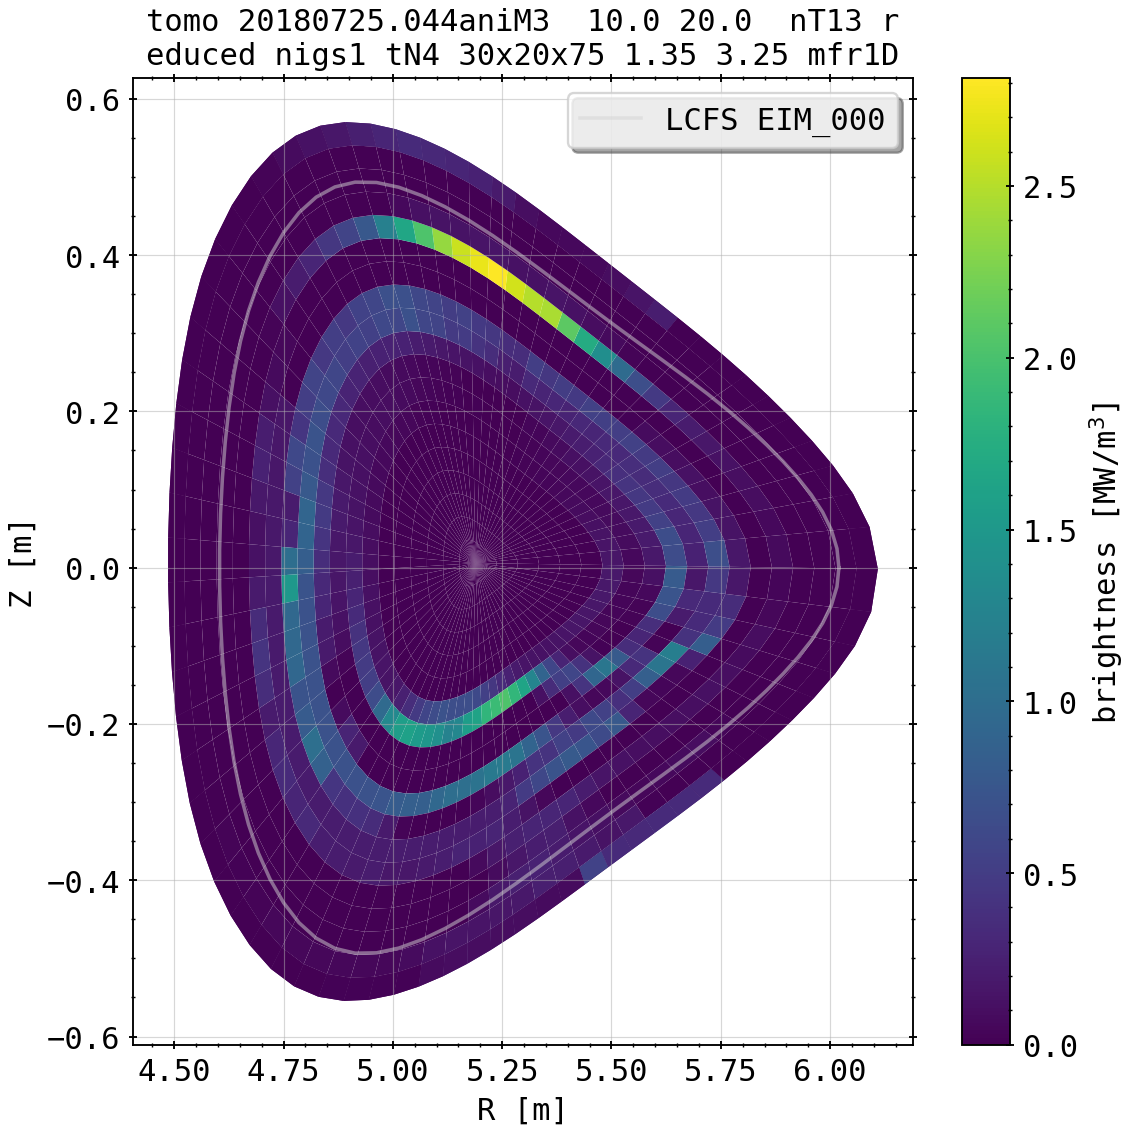 tomo 20180725.044aniM3  10.0 20.0  nT13 r
educed nigs1 tN4 30x20x75 1.35 3.25 mfr1D
LCFS EIM_000
0.6
0.4
0.2
0.0
−0.2
−0.4
−0.6
Z [m]
4.50 4.75 5.00 5.25 5.50 5.75 6.00
R [m]
2.5
2.0
1.5
1.0
0.5
0.0
brightness [MW/m³]